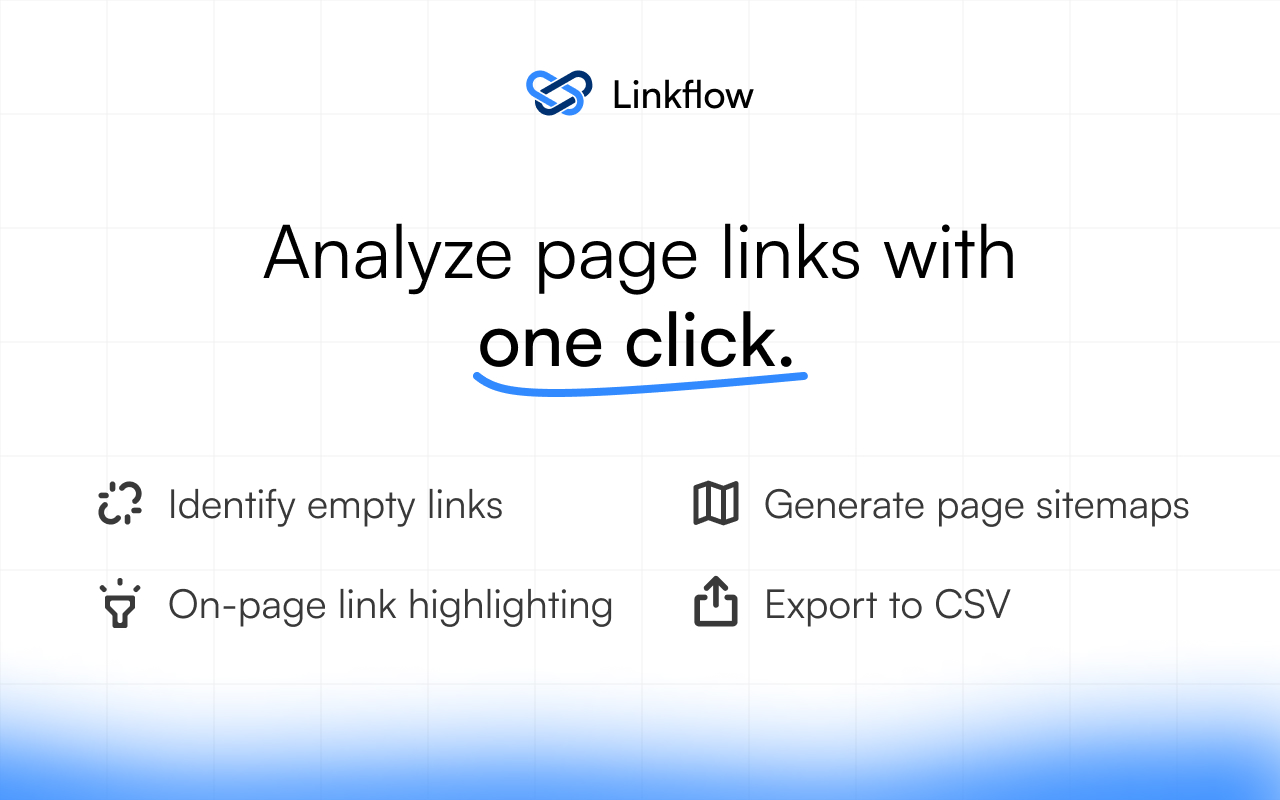 Linkflow
Analyze page links with
one click.
Identify empty links
Generate page sitemaps
On-page link highlighting
Export to CSV